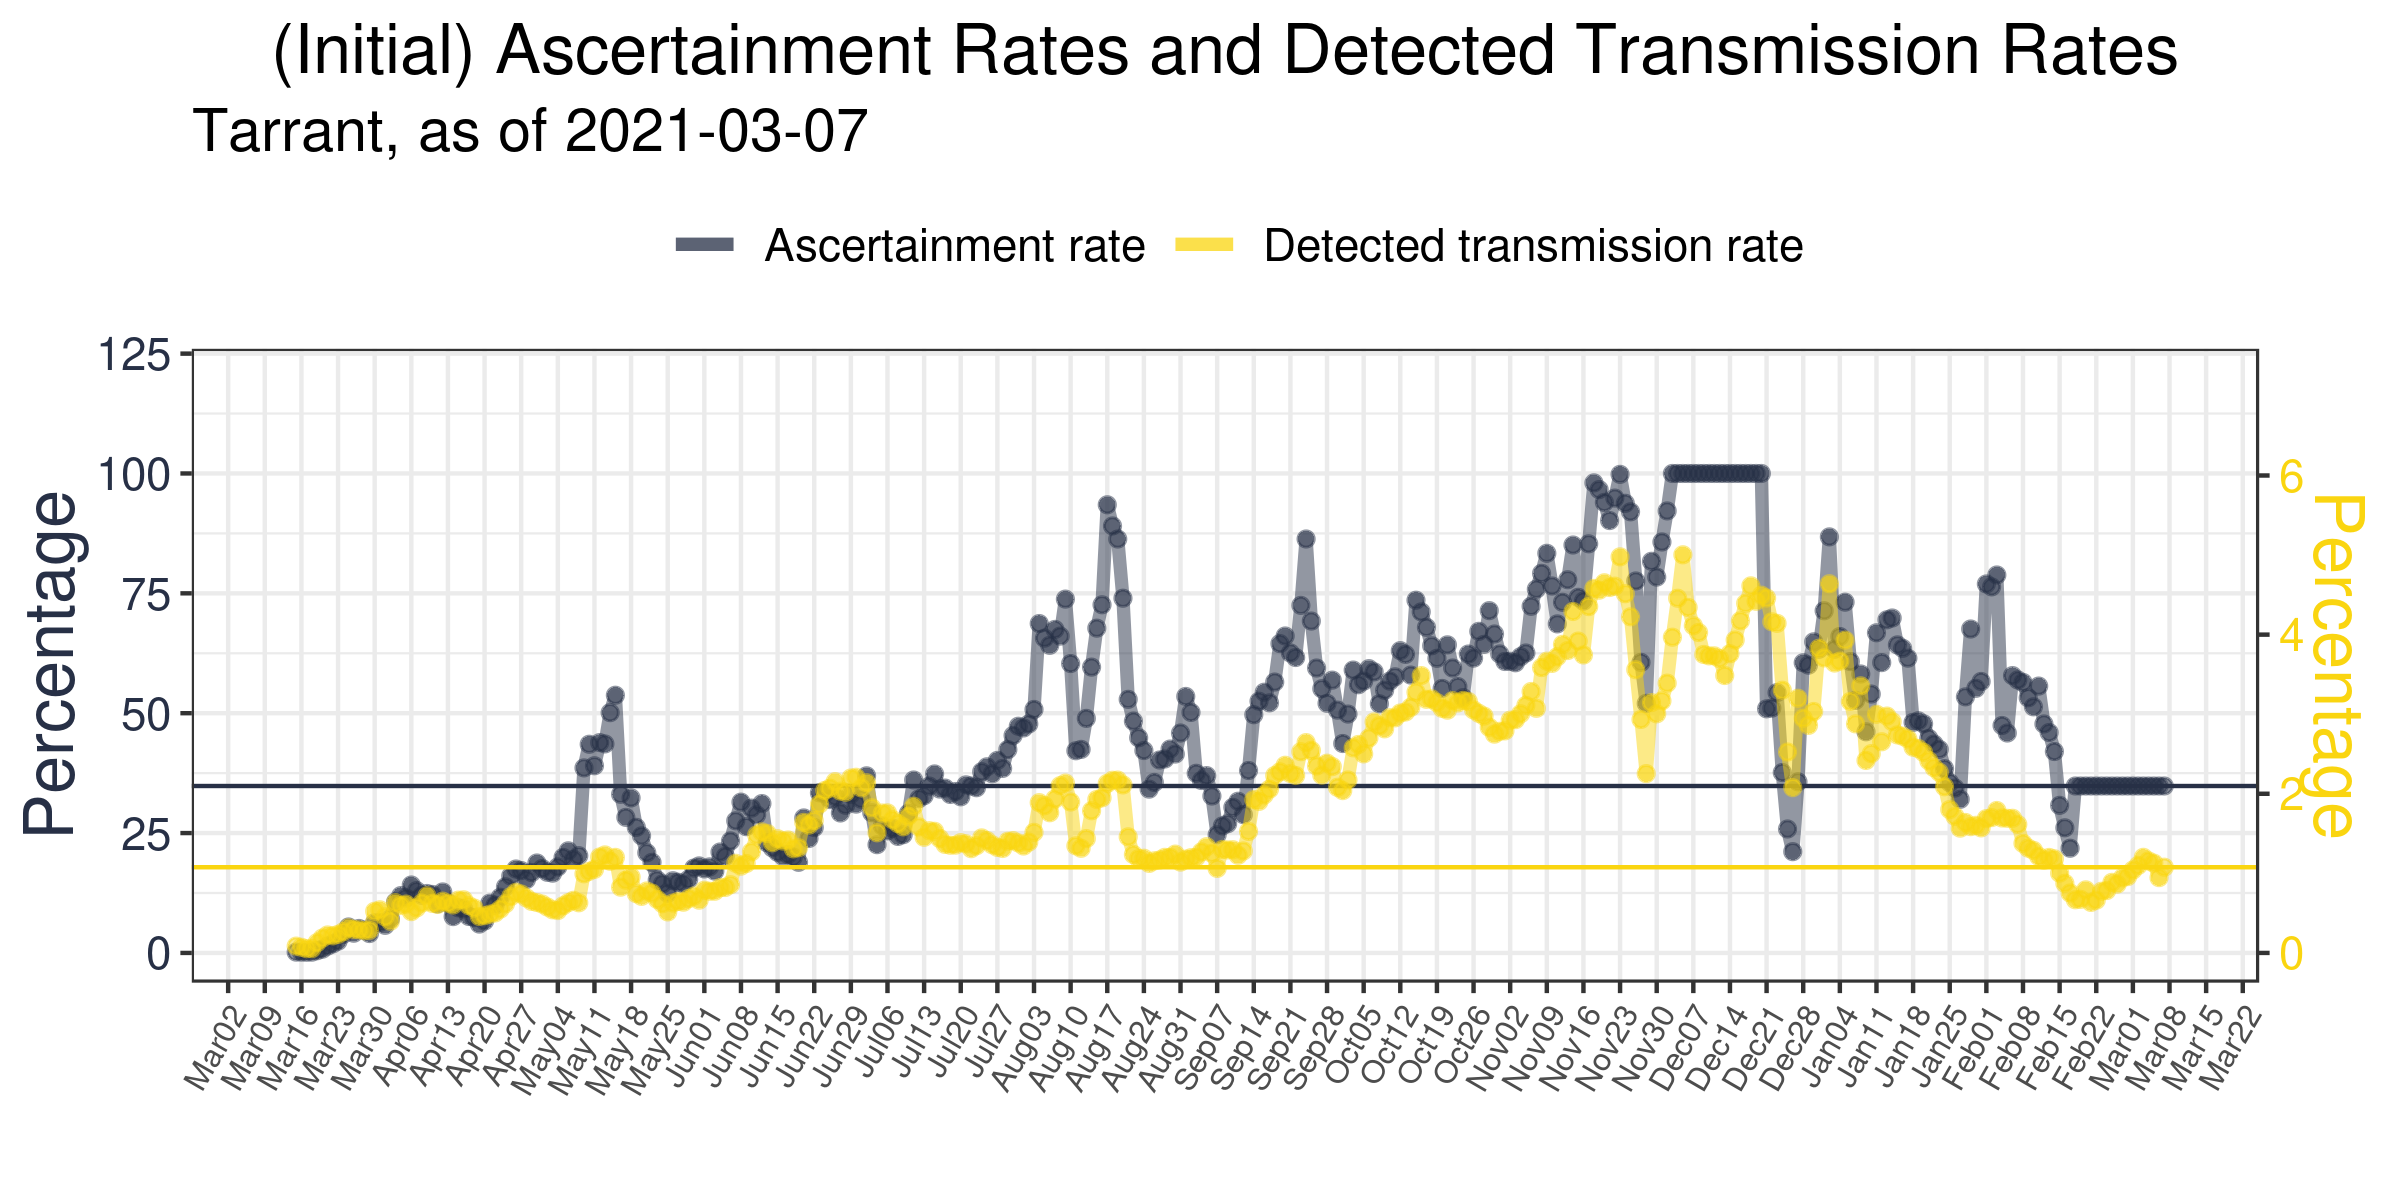 (Initial) Ascertainment Rates and Detected Transmission Rates
Tarrant, as of 2021-03-07
Ascertainment rate
Detected transmission rate
Percentage
125
100
75
50
25
0
6
4
2
0
Percentage
Mar02
Mar09
Mar16
Mar23
Mar30
Apr06
Apr13
Apr20
Apr27
May04
May11
May18
May25
Jun01
Jun08
Jun15
Jun22
Jun29
Jul06
Jul13
Jul20
Jul27
Aug03
Aug10
Aug17
Aug24
Aug31
Sep07
Sep14
Sep21
Sep28
Oct05
Oct12
Oct19
Oct26
Nov02
Nov09
Nov16
Nov23
Nov30
Dec07
Dec14
Dec21
Dec28
Dec04
Jan11
Jan18
Jan25
Feb01
Feb08
Feb15
Feb22
Mar01
Mar08
Mar15
Mar22